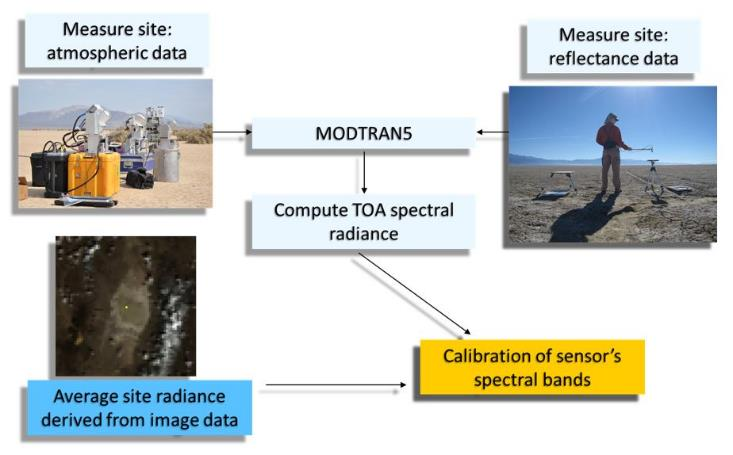 Measure site:
atmospheric data
Measure site:
reflectance data
MODTRAN5
Compute TOA spectral
radiance
Calibration of sensor's
spectral bands
Average site radiance
derived from image data